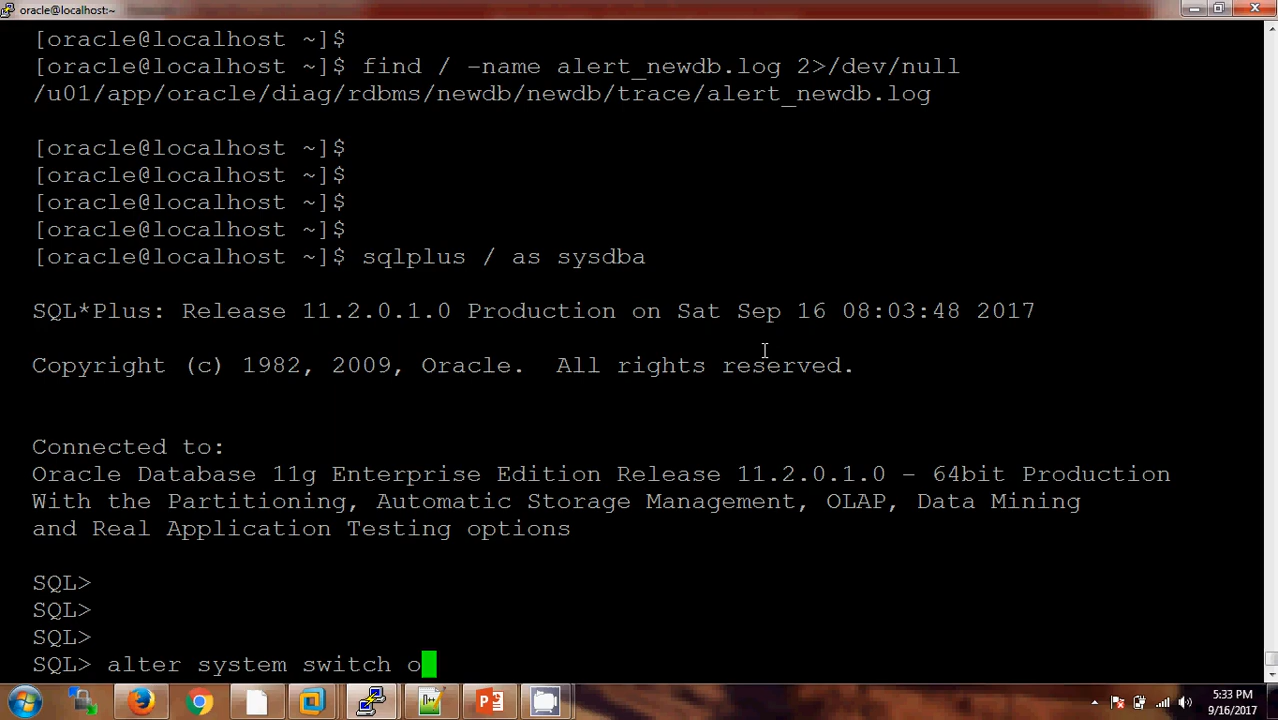 oracle@localhost:~
[oracle@localhost ~]$
[oracle@localhost ~]$ find / -name alert_newdb.log 2>/dev/null
/u01/app/oracle/diag/rdbms/newdb/newdb/trace/alert_newdb.log
[oracle@localhost ~]$
[oracle@localhost ~]$
[oracle@localhost ~]$
[oracle@localhost ~]$
[oracle@localhost ~]$ sqlplus / as sysdba
SQL*Plus: Release 11.2.0.1.0 Production on Sat Sep 16 08:03:48 2017
Copyright (c) 1982, 2009, Oracle.  All rights reserved.
Connected to:
Oracle Database 11g Enterprise Edition Release 11.2.0.1.0 - 64bit Production
With the Partitioning, Automatic Storage Management, OLAP, Data Mining
and Real Application Testing options
SQL>
SQL>
SQL>
SQL> alter system switch o
5:33 PM
9/16/2017